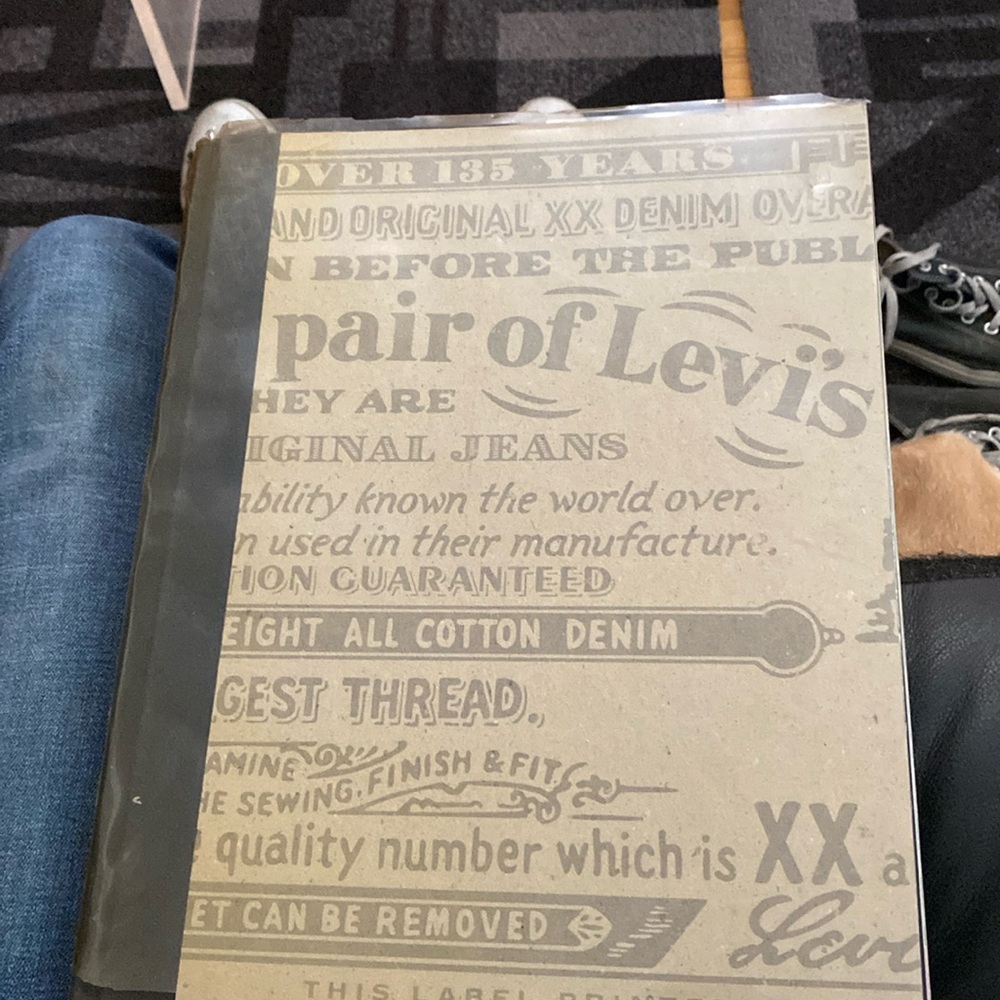 OVER 135 YEARS
AND ORIGINAL XX DENIM OVERA
N BEFORE THE PUBL
pair of Levi's
HEY ARE
IGINAL JEANS
ability known the world over.
n used in their manufacture.
TION GUARANTEED
EIGHT ALL COTTON DENIM
GEST THREAD.,
AMINE
HE SEWING, FINISH & FIT
quality number which is XX a
ET CAN BE REMOVED
Levi
THIS LABEL PRINTE